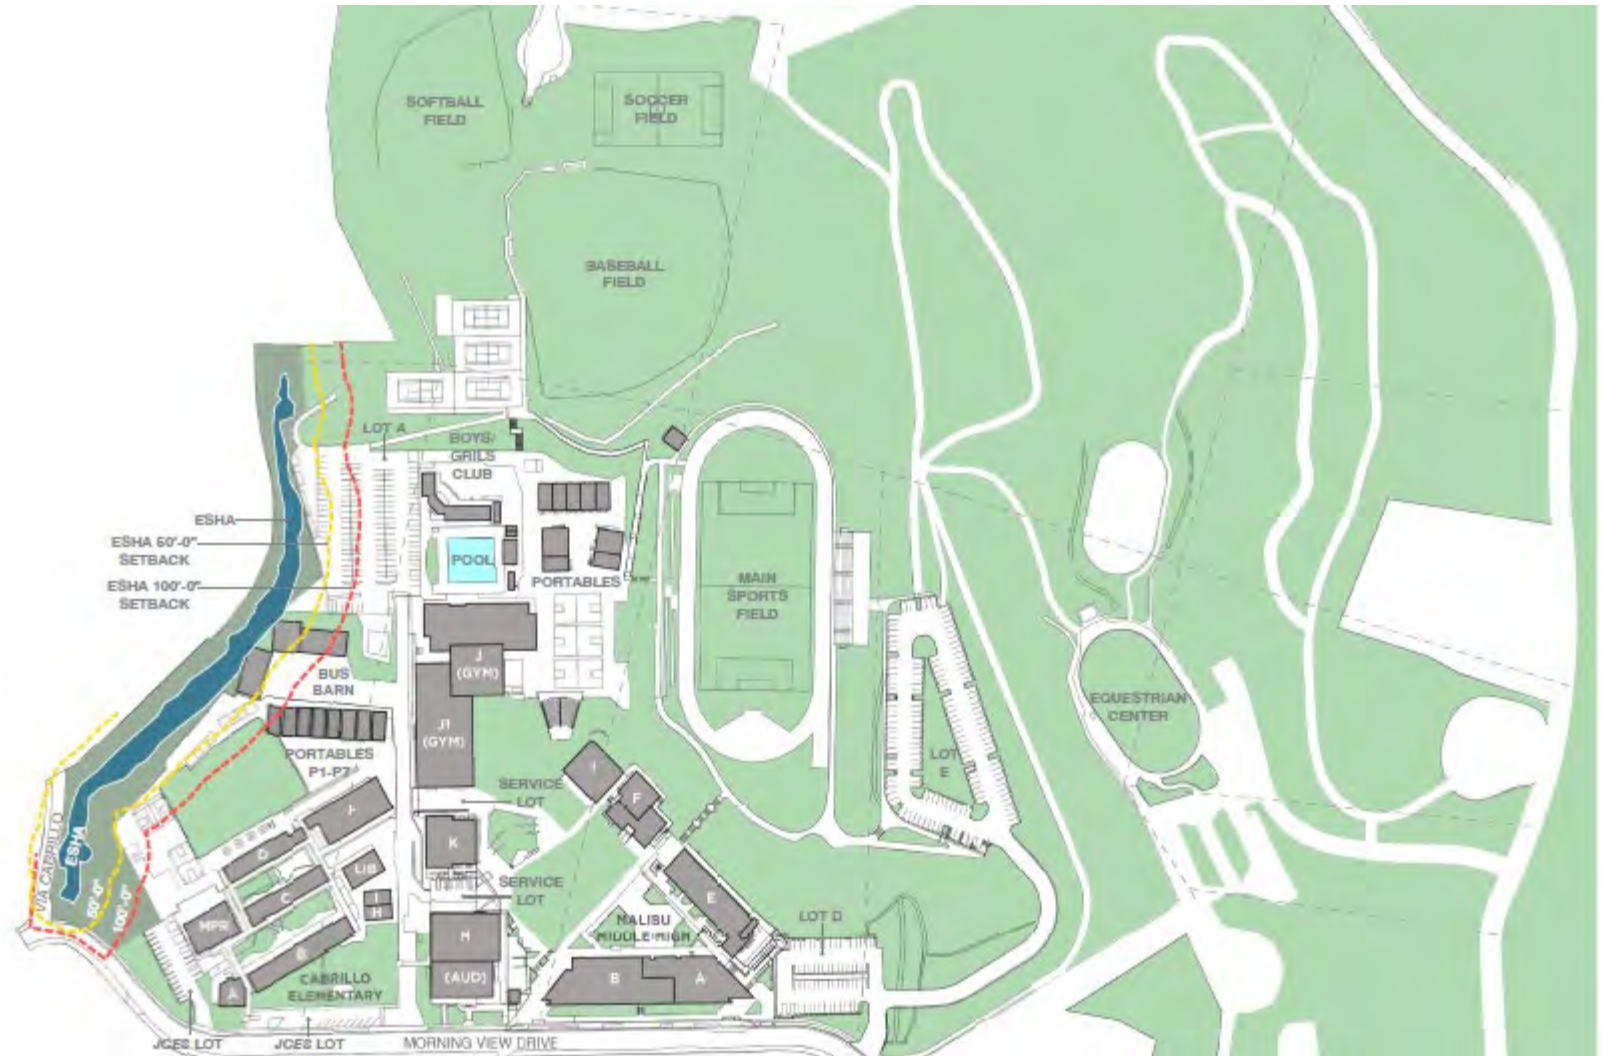 SOFTBALL
FIELD
SOCCER
FIELD
BASEBALL
FIELD
LOT A
BOYS/
GRILS
CLUB
ESHA
ESHA 50'-0"
SETBACK
ESHA 100'-0"
SETBACK
POOL
PORTABLES
MAIN
SPORTS
FIELD
J
(GYM)
BUS
BARN
J1
(GYM)
EQUESTRIAN
CENTER
PORTABLES
P1-P7
LOT
E
SERVICE
LOT
I
F
F
K
D
LIB
C
I
H
SERVICE
LOT
E
VIA CABRILLO
ESHA
50'-0"
100'-0"
MPR
B
A
CABRILLO
ELEMENTARY
H
(AUD)
MALIBU
MIDDLE-HIGH
LOT D
B
A
JCES LOT
JCES LOT
MORNING VIEW DRIVE